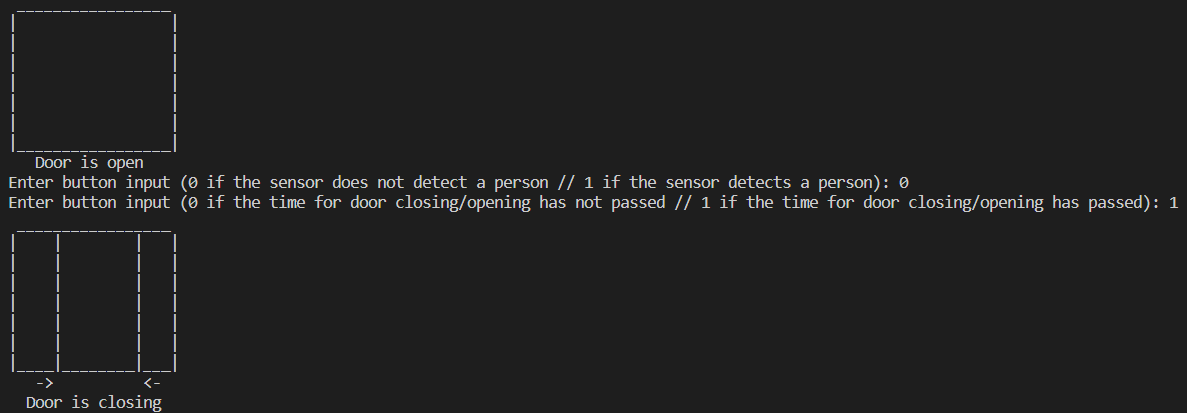 Door is open
Enter button input (0 if the sensor does not detect a person // 1 if the sensor detects a person): 0
Enter button input (0 if the time for door closing/opening has not passed // 1 if the time for door closing/opening has passed): 1
-> <-
Door is closing